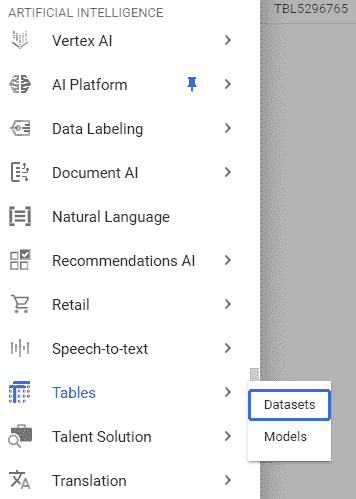 ARTIFICIAL INTELLIGENCE
TBL5296765
Vertex AI
AI Platform
Data Labeling
Document AI
Natural Language
Recommendations AI
Retail
Speech-to-text
Tables
Datasets
Talent Solution
Models
Translation